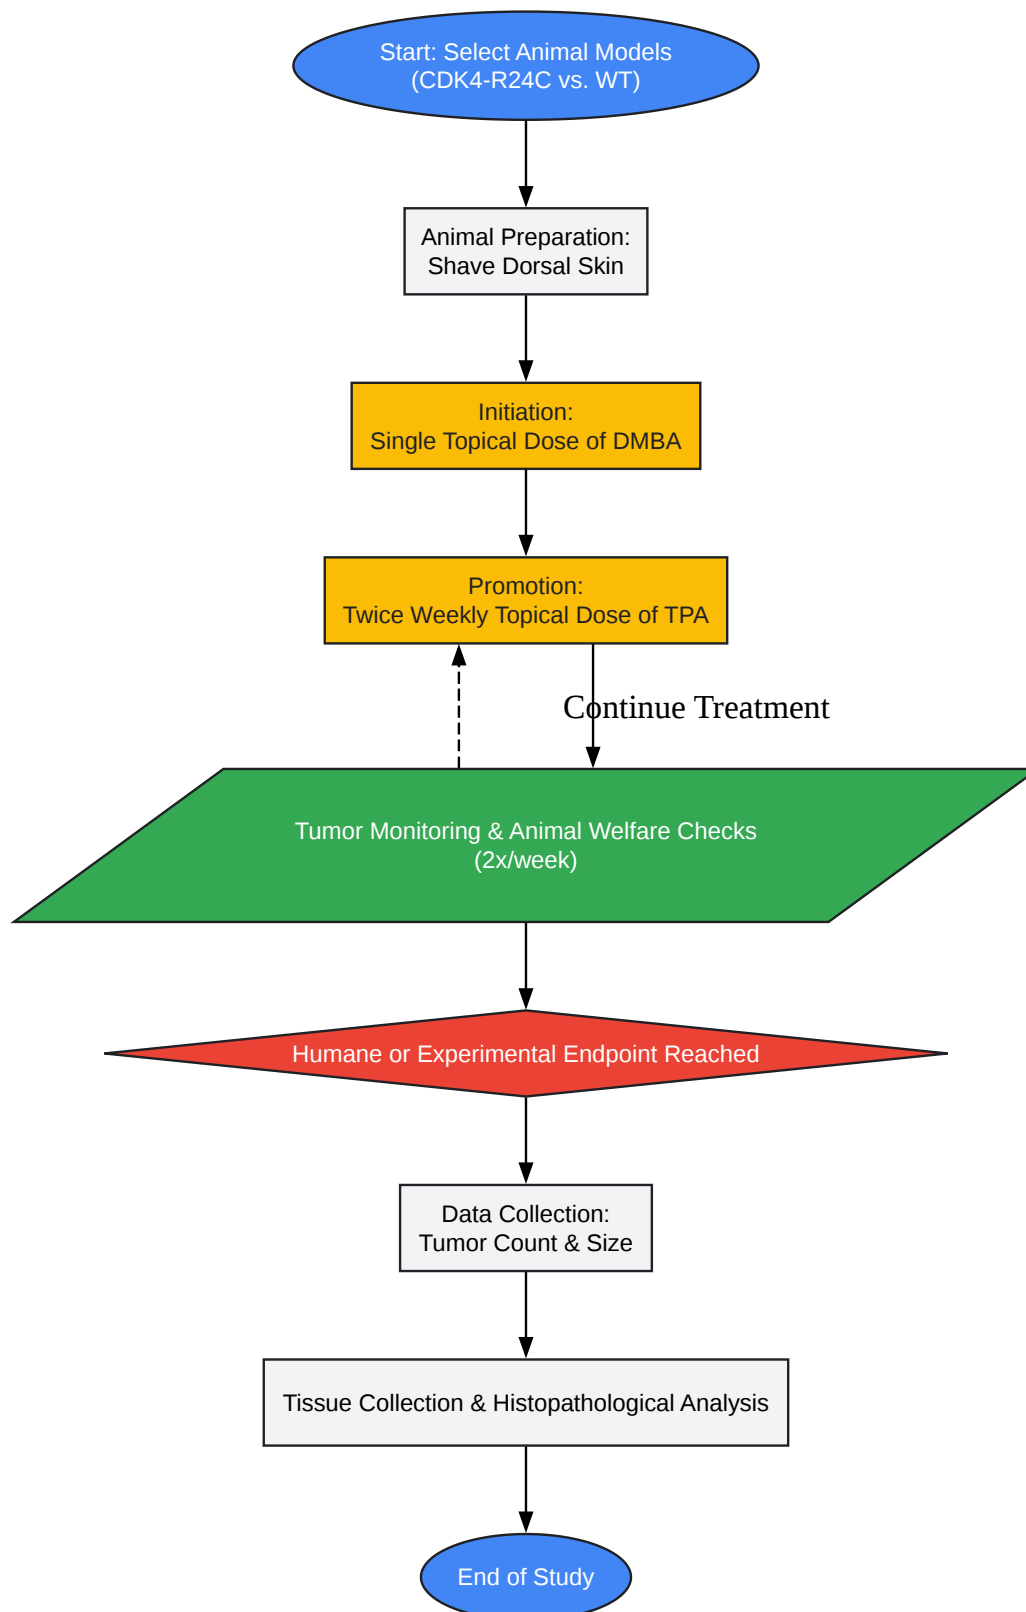 Start: Select Animal Models
(CDK4-R24C vs. WT)
Animal Preparation:
Shave Dorsal Skin
Initiation:
Single Topical Dose of DMBA
Promotion:
Twice Weekly Topical Dose of TPA
Continue Treatment
Tumor Monitoring & Animal Welfare Checks
(2x/week)
Humane or Experimental Endpoint Reached
Data Collection:
Tumor Count & Size
Tissue Collection & Histopathological Analysis
End of Study